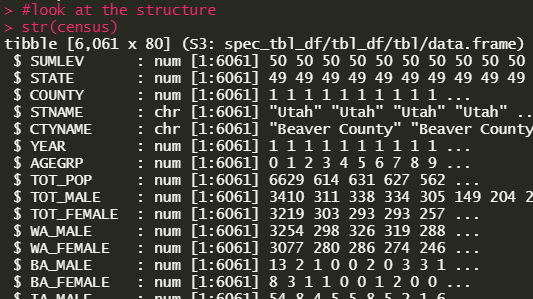 > #look at the structure
> str(census)
tibble [6,061 x 80] (S3: spec_tbl_df/tbl_df/tbl/data.frame)
$ SUMLEV : num [1:6061] 50 50 50 50 50 50 50 50 50
$ STATE : num [1:6061] 49 49 49 49 49 49 49 49 49
$ COUNTY : num [1:6061] 1 1 1 1 1 1 1 1 1 1 ...
$ STNAME : chr [1:6061] "Utah" "Utah" "Utah" "Utah" ..
$ CTYNAME : chr [1:6061] "Beaver County" "Beaver County
$ YEAR : num [1:6061] 1 1 1 1 1 1 1 1 1 1 ...
$ AGEGRP : num [1:6061] 0 1 2 3 4 5 6 7 8 9 ...
$ TOT_POP : num [1:6061] 6629 614 631 627 562 ...
$ TOT_MALE : num [1:6061] 3410 311 338 334 305 149 204 2
$ TOT_FEMALE : num [1:6061] 3219 303 293 293 257 ...
$ WA_MALE : num [1:6061] 3254 298 326 319 288 ...
$ WA_FEMALE : num [1:6061] 3077 280 286 274 246 ...
$ BA_MALE : num [1:6061] 13 2 1 0 0 2 0 3 3 1 ...
$ BA_FEMALE : num [1:6061] 8 3 1 1 0 0 1 2 0 0 ...
$ IA_MALE : num [1:6061] 54 8 4 5 5 8 5 2 1 6